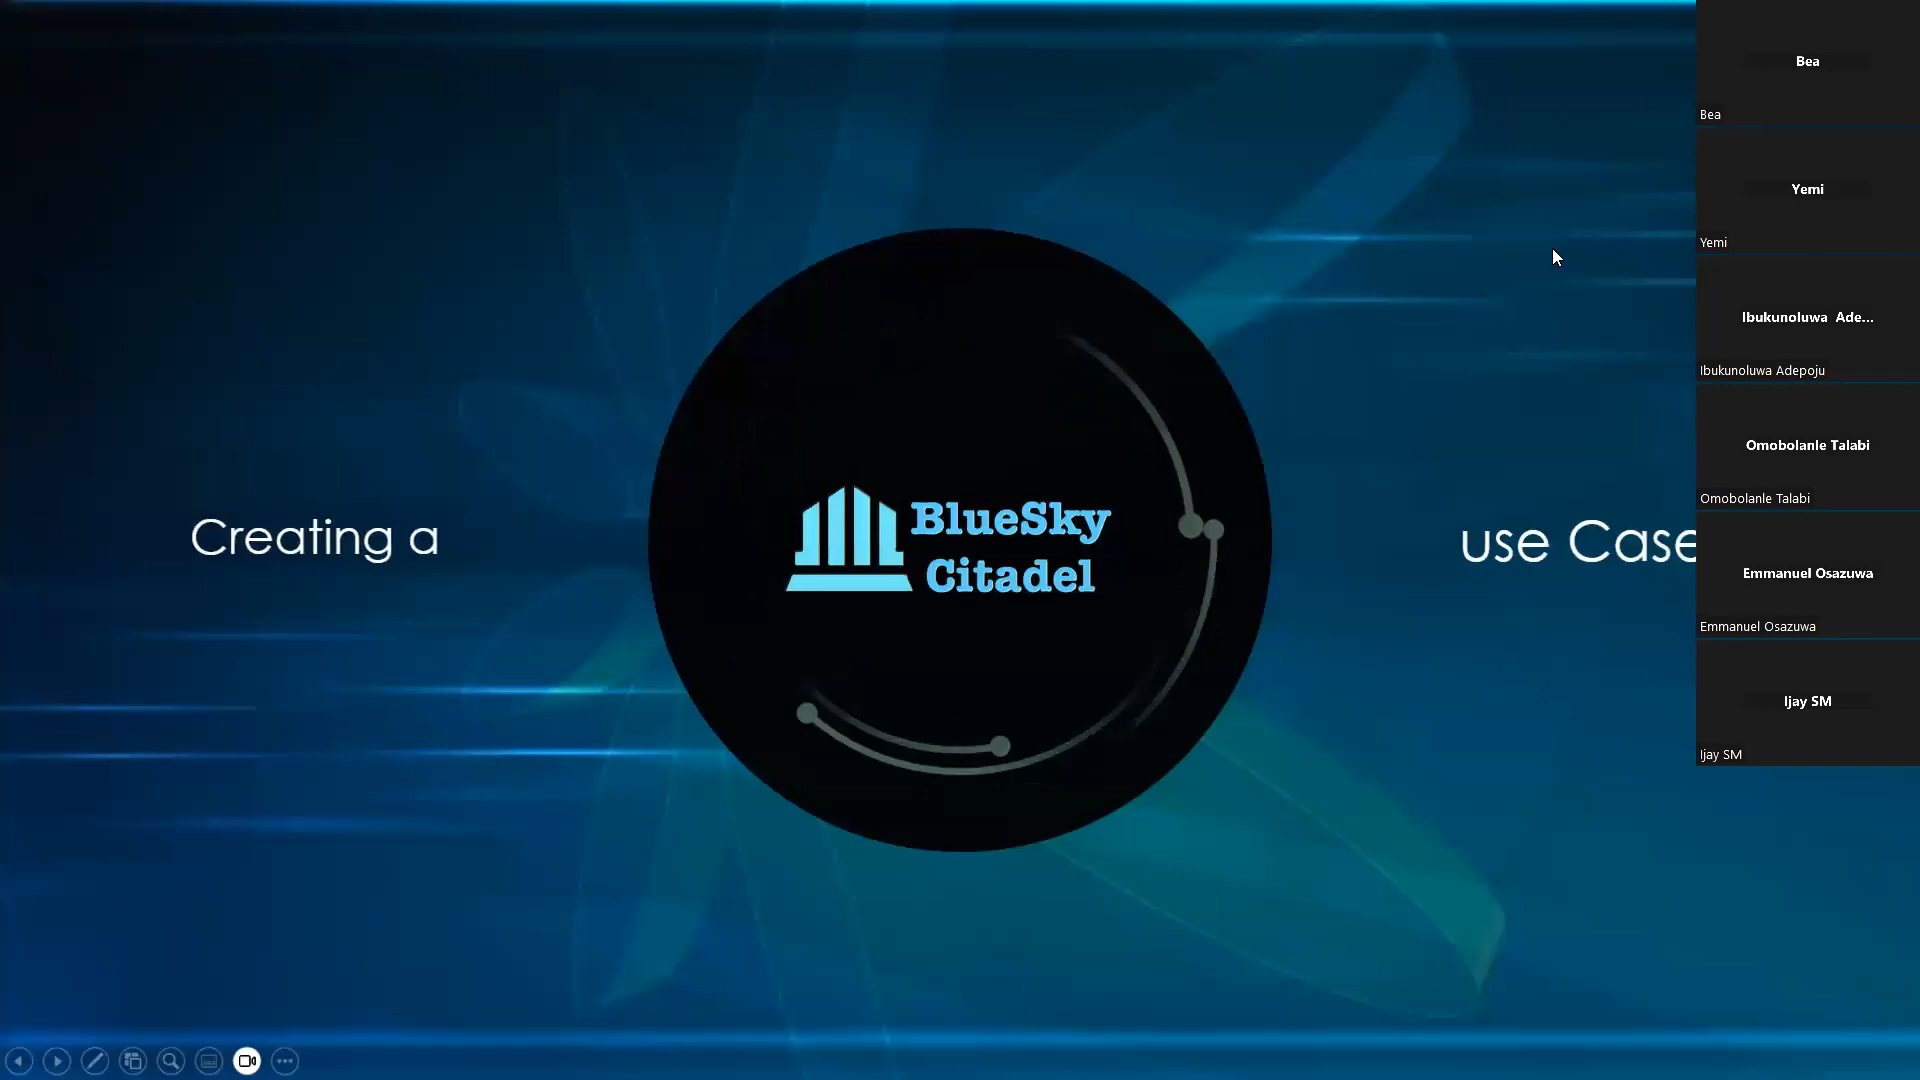 Creating a
BlueSky
Citadel
use Case
Bea
Bea
Yemi
Yemi
Ibukunoluwa Ade...
Ibukunoluwa Adepoju
Omobolanle Talabi
Omobolanle Talabi
Emmanuel Osazuwa
Emmanuel Osazuwa
Ijay SM
Ijay SM